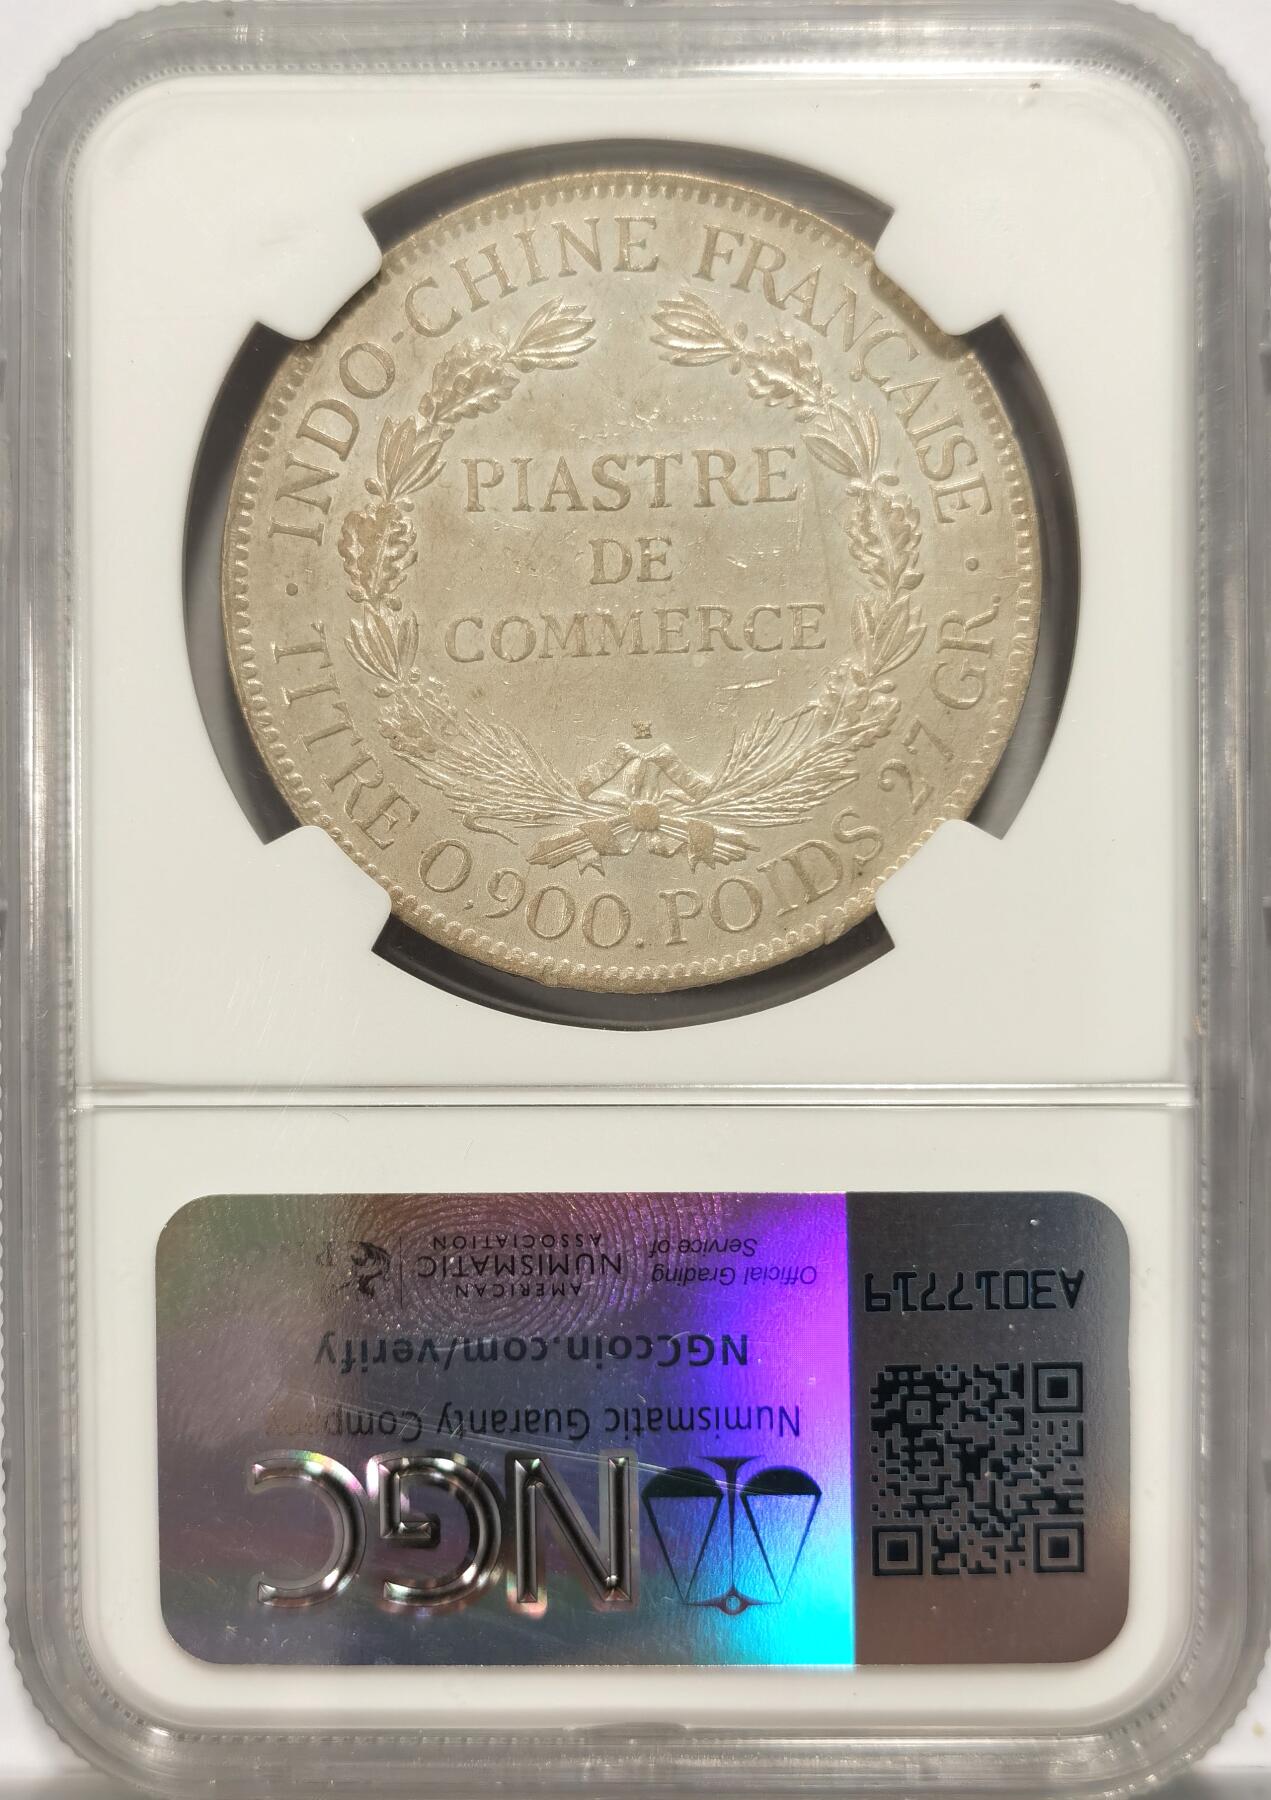 · INDO-CHINE FRANÇAISE ·
PIASTRE
DE
COMMERCE
H
TITRE 0,900. POIDS 27 GR.
NGC
Numismatic Guaranty Company
NGCcoin.com/verify
Official Grading
Service of
AMERICAN
NUMISMATIC
ASSOCIATION
A3017719